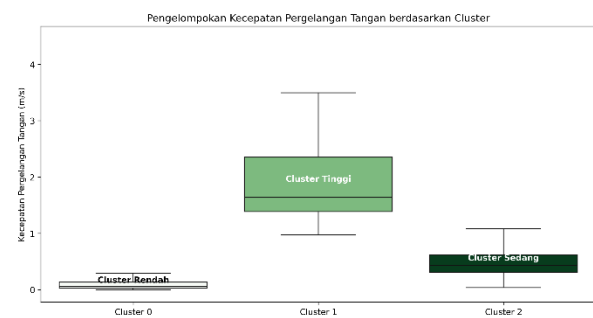 Pengelompokan Kecepatan Pergelangan Tangan berdasarkan Cluster
Kecepatan Pergelangan Tangan (m/s)
4
3
2
1
0
Cluster Rendah
Cluster Tinggi
Cluster Sedang
Cluster 0
Cluster 1
Cluster 2